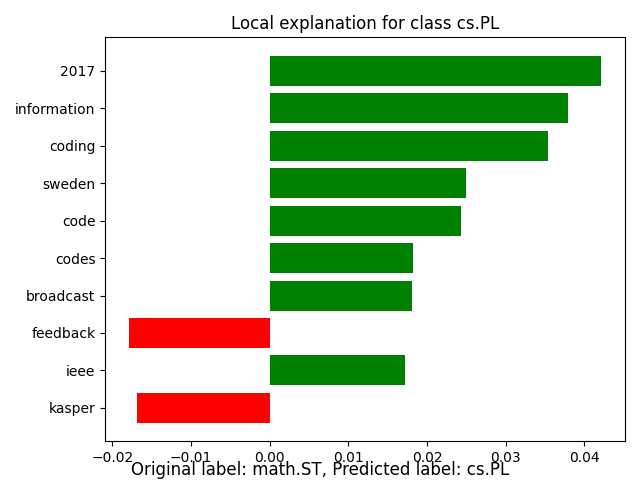 Local explanation for class cs.PL
2017
information
coding
sweden
code
codes
broadcast
feedback
ieee
kasper
−0.02 −0.01 0.00 0.01 0.02 0.03 0.04
Original label: math.ST, Predicted label: cs.PL